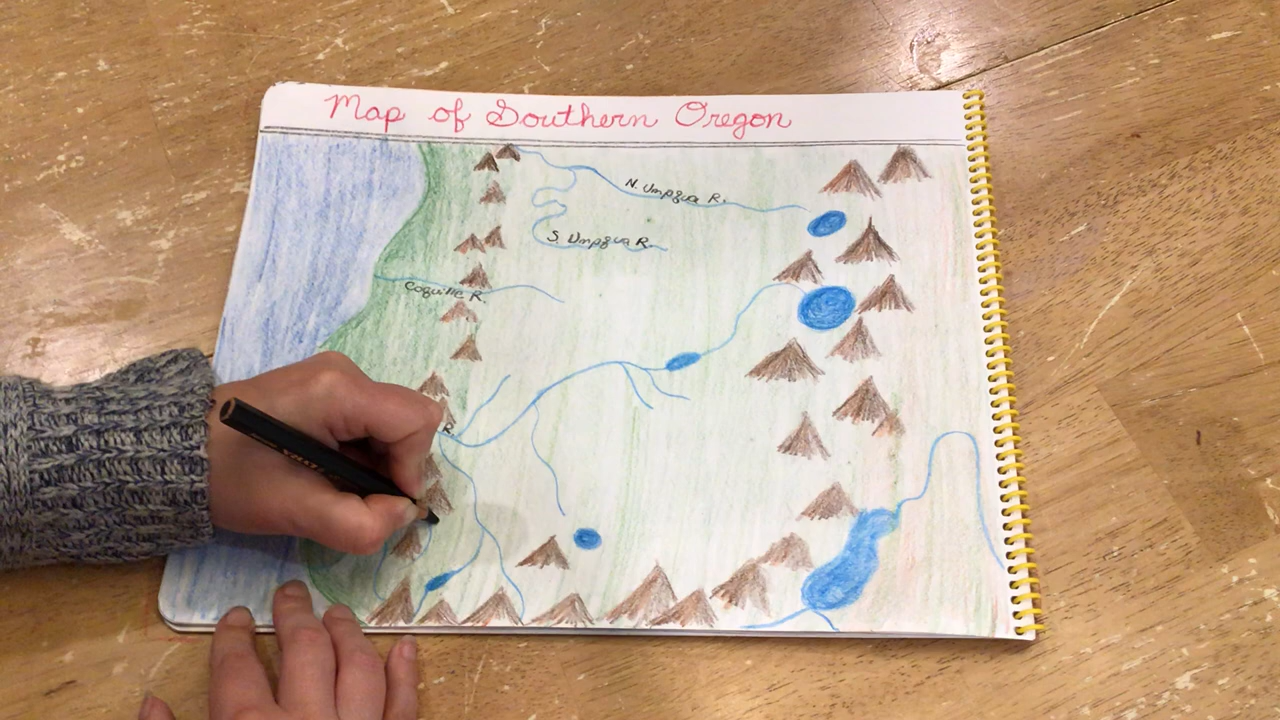 Map of Southern Oregon
N. Umpqua R.
S. Umpqua R.
Coquille R.
R.